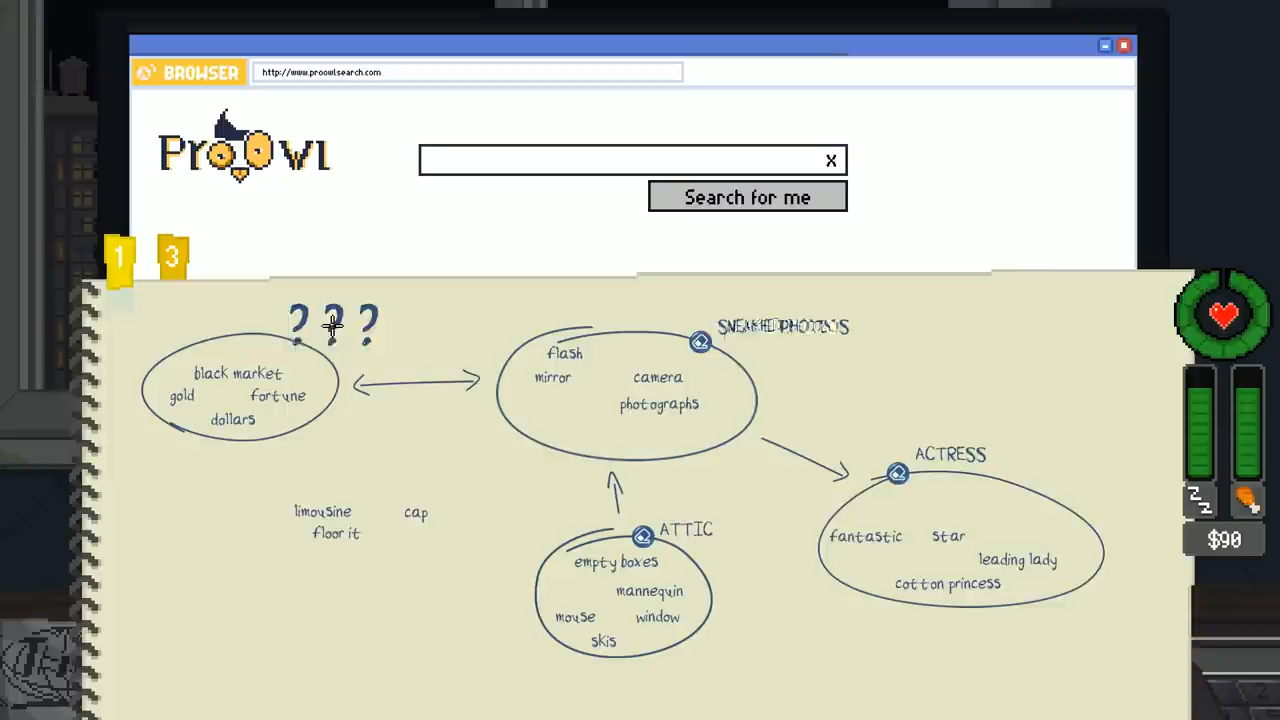 BROWSER
http://www.proowlsearch.com
PrOOwl
X
Search for me
1 3
? ? ?
black market
gold fortune
dollars
flash
mirror camera
photographs
ACTRESS
fantastic star
leading lady
cotton princess
limousine cap
floor it
ATTIC
empty boxes
mannequin
mouse window
skis
$90